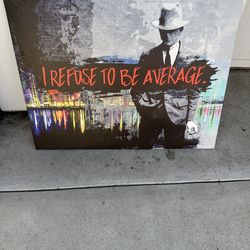 I REFUSE TO BE AVERAGE.